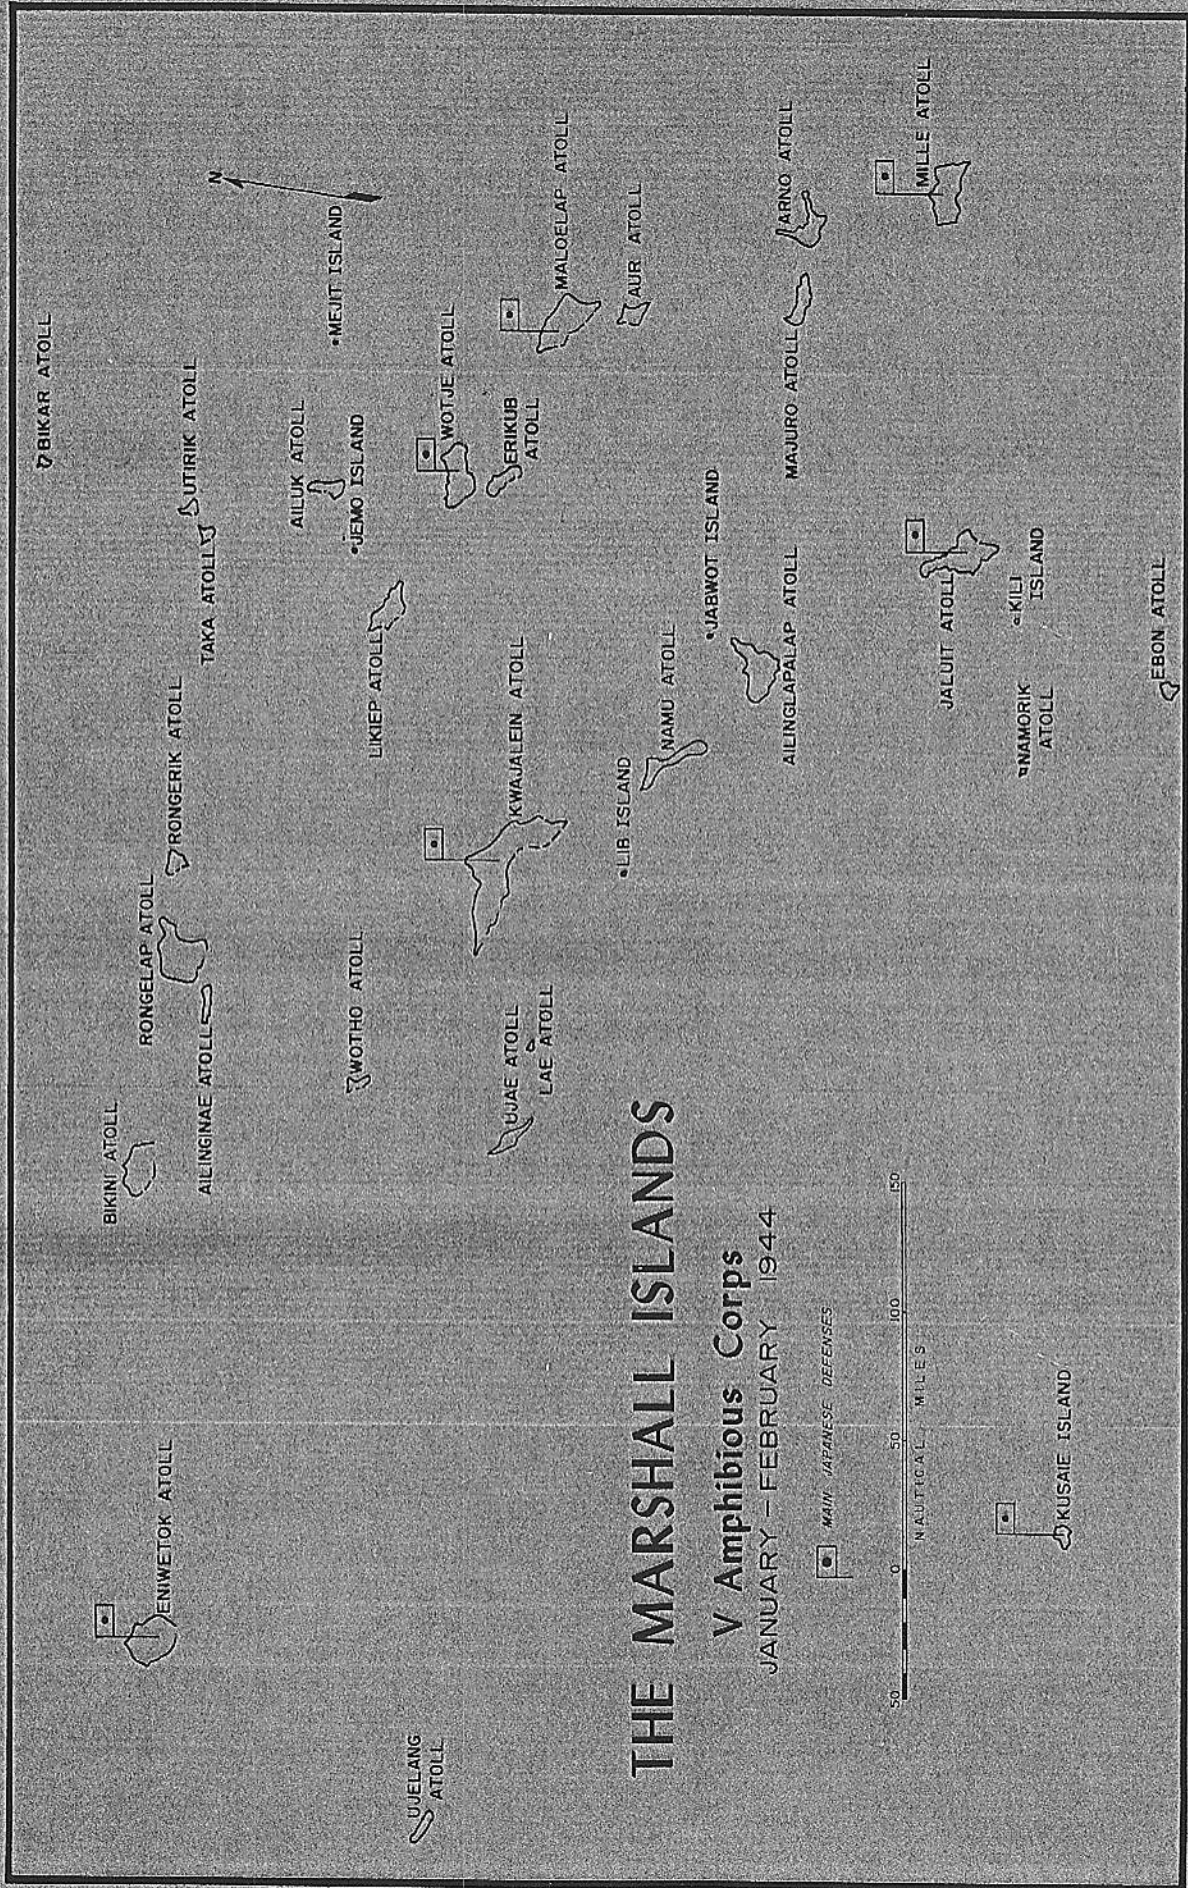 THE MARSHALL ISLANDS
V Amphibious Corps
JANUARY – FEBRUARY 1944
MAIN JAPANESE DEFENSES
50 0 50 100 150
NAUTICAL MILES
N
BIKAR ATOLL
ENIWETOK ATOLL
BIKINI ATOLL
RONGELAP ATOLL
RONGERIK ATOLL
UTIRIK ATOLL
TAKA ATOLL
AILINGINAE ATOLL
AILUK ATOLL
MEJIT ISLAND
JEMO ISLAND
WOTHO ATOLL
LIKIEP ATOLL
UJELANG
ATOLL
WOTJE ATOLL
ERIKUB
ATOLL
KWAJALEIN ATOLL
MALOELAP ATOLL
UJAE ATOLL
LAE ATOLL
LIB ISLAND
AUR ATOLL
NAMU ATOLL
JABWOT ISLAND
AILINGLAPALAP ATOLL
MAJURO ATOLL
ARNO ATOLL
MILLE ATOLL
JALUIT ATOLL
KILI
ISLAND
NAMORIK
ATOLL
KUSAIE ISLAND
EBON ATOLL